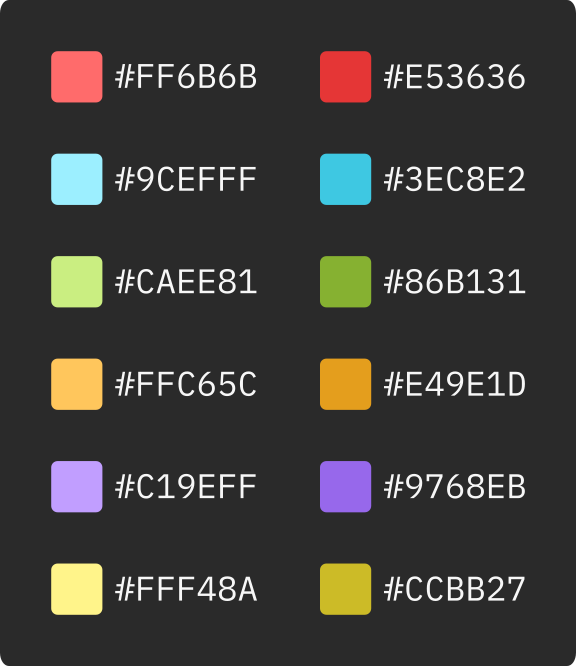 #FF6B6B #E53636
#9CEFFF #3EC8E2
#CAEE81 #86B131
#FFC65C #E49E1D
#C19EFF #9768EB
#FFF48A #CCBB27